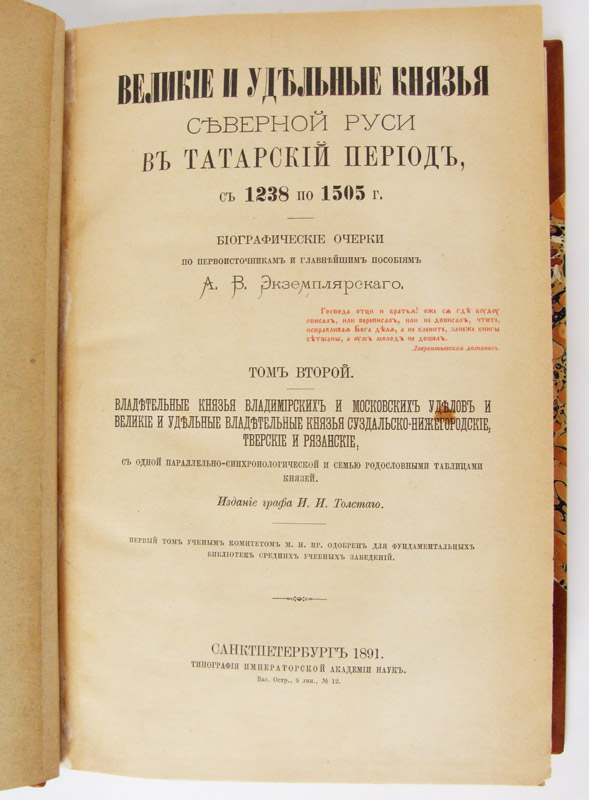 ВЕЛИКІЕ И УДѢЛЬНЫЕ КНЯЗЬЯ
СѢВЕРНОЙ РУСИ
ВЪ ТАТАРСКІЙ ПЕРІОДЪ,
СЪ 1238 ПО 1505 Г.
БІОГРАФИЧЕСКІЕ ОЧЕРКИ
ПО ПЕРВОИСТОЧНИКАМЪ И ГЛАВНѢЙШИМЪ ПОСОБІЯМЪ
А. В. Экземплярскаго.
Господа отци и братья! оже ся гдѣ буду
описалъ, или переписалъ, или не дописалъ, чтите,
исправливая Бога дѣля, а не клените, занеже книгы
вѣтшаны, а оумъ молодъ не дошелъ.
Лаврентьевская лѣтопись.
ТОМЪ ВТОРОЙ.
ВЛАДѢТЕЛЬНЫЕ КНЯЗЬЯ ВЛАДИМІРСКИХЪ И МОСКОВСКИХЪ УДѢЛОВЪ И
ВЕЛИКІЕ И УДѢЛЬНЫЕ ВЛАДѢТЕЛЬНЫЕ КНЯЗЬЯ СУЗДАЛЬСКО-НИЖЕГОРОДСКІЕ,
ТВЕРСКІЕ И РЯЗАНСКІЕ,
СЪ ОДНОЙ ПАРАЛЛЕЛЬНО-СИНХРОНОЛОГИЧЕСКОЙ И СЕМЬЮ РОДОСЛОВНЫМИ ТАБЛИЦАМИ
КНЯЗЕЙ.
Изданіе графа И. И. Толстаго.
ПЕРВЫЙ ТОМЪ УЧЕНЫМЪ КОМИТЕТОМЪ М. Н. ПР. ОДОБРЕНЪ ДЛЯ ФУНДАМЕНТАЛЬНЫХЪ
БИБЛІОТЕКЪ СРЕДНИХЪ УЧЕБНЫХЪ ЗАВЕДЕНІЙ.
САНКТПЕТЕРБУРГЪ 1891.
ТИПОГРАФІЯ ИМПЕРАТОРСКОЙ АКАДЕМІИ НАУКЪ.
Вас. Остр., 9 лин., № 12.